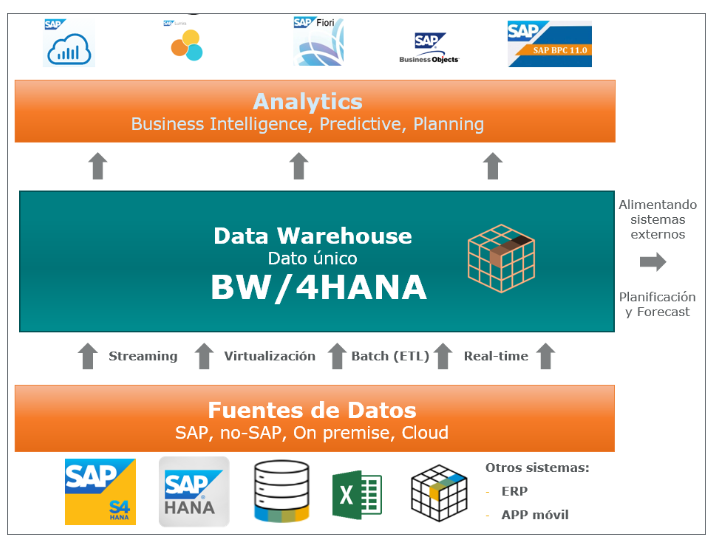 SAP
SAP Lumira
SAP Fiori
SAP
BusinessObjects
SAP
SAP BPC 11.0
Analytics
Business Intelligence, Predictive, Planning
Data Warehouse
Dato único
BW/4HANA
Alimentando
sistemas
externos
Planificación
y Forecast
Streaming
Virtualización
Batch (ETL)
Real-time
Fuentes de Datos
SAP, no-SAP, On premise, Cloud
SAP
S4
HANA
SAP
HANA
X
Otros sistemas:
- ERP
- APP móvil